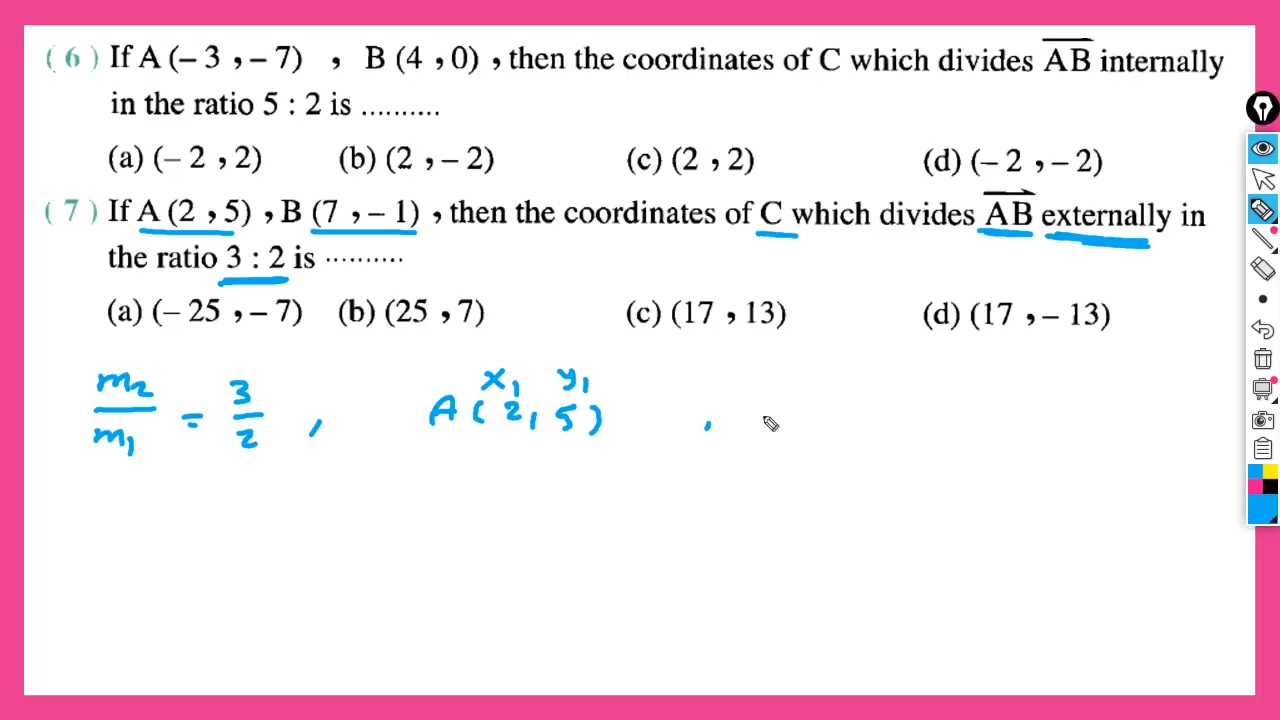 (6) If A (– 3 , – 7) , B (4 , 0) , then the coordinates of C which divides AB internally
in the ratio 5 : 2 is ..........
(a) (– 2 , 2) (b) (2 , – 2) (c) (2 , 2) (d) (– 2 , – 2)
(7) If A (2 , 5) , B (7 , – 1) , then the coordinates of C which divides AB externally in
the ratio 3 : 2 is ..........
(a) (– 25 , – 7) (b) (25 , 7) (c) (17 , 13) (d) (17 , – 13)
x₁ y₁
m₂/m₁ = 3/2 , A ( 2 , 5 ) ,